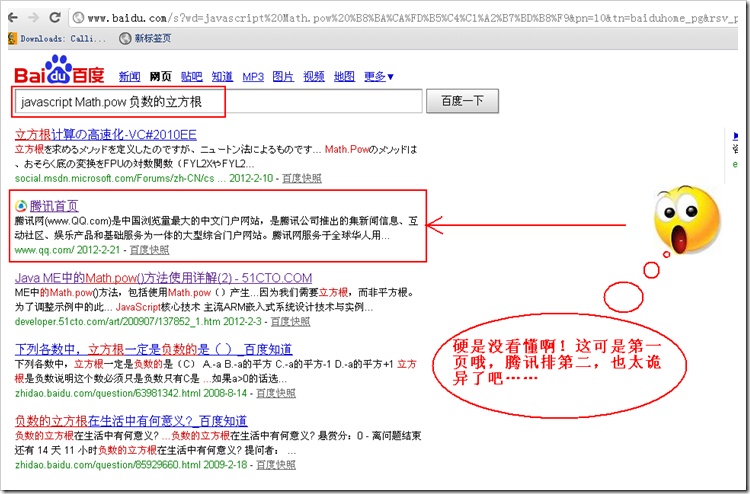 www.baidu.com/s?wd=javascript%20Math.pow%20%B8%BA%CA%FD%B5%C4%C1%A2%B7%BD%B8%F9&pn=10&tn=baiduhome_pg&rsv_p
Downloads: Calli... 新标签页
Bai du 百度 新闻 网页 贴吧 知道 MP3 图片 视频 地图 更多▼
javascript Math.pow 负数的立方根 百度一下
立方根计算の高速化-VC#2010EE
立方根を求めるメソッドを定义したのですが、ニュートン法によるものです... Math.Powのメソッドは
、おそらく底の变换をFPUの对数関数（FYL2XやFYL2...
social.msdn.microsoft.com/Forums/zh-CN/cs ... 2012-2-10 - 百度快照
腾讯首页
腾讯网(www.QQ.com)是中国浏览量最大的中文门户网站，是腾讯公司推出的集新闻信息、互
动社区、娱乐产品和基础服务为一体的大型综合门户网站。腾讯网服务于全球华人用...
www.qq.com/ 2012-2-21 - 百度快照
Java ME中的Math.pow()方法使用详解(2) - 51CTO.COM
ME中的Math.pow()方法，包括使用Math.pow（）产生...因为我们需要立方根，而非平方根。
为了调整示例中的此... JavaScript核心技术 主流ARM嵌入式系统设计技术与实例...
developer.51cto.com/art/200907/137852_1.htm 2012-2-3 - 百度快照
下列各数中，立方根一定是负数的是（ ）_百度知道
下列各数中，立方根一定是负数的是（C） A.-a B.-a的平方 C.-a的平方-1 D.-a的平方+1 立方
根是负数说明这个数必须只是负数只有C是 ...如果a>0的话选...
zhidao.baidu.com/question/63981342.html 2008-8-14 - 百度快照
负数的立方根在生活中有何意义?_百度知道
负数的立方根在生活中有何意义? ...负数的立方根在生活中有何意义? 悬赏分：0 - 离问题结束
还有 14 天 11 小时负数的立方根在生活中有何意义? 提问者： ...
zhidao.baidu.com/question/85929660.html 2009-2-18 - 百度快照
硬是没看懂啊！这可是第一
页哦，腾讯排第二，也太诡
异了吧……